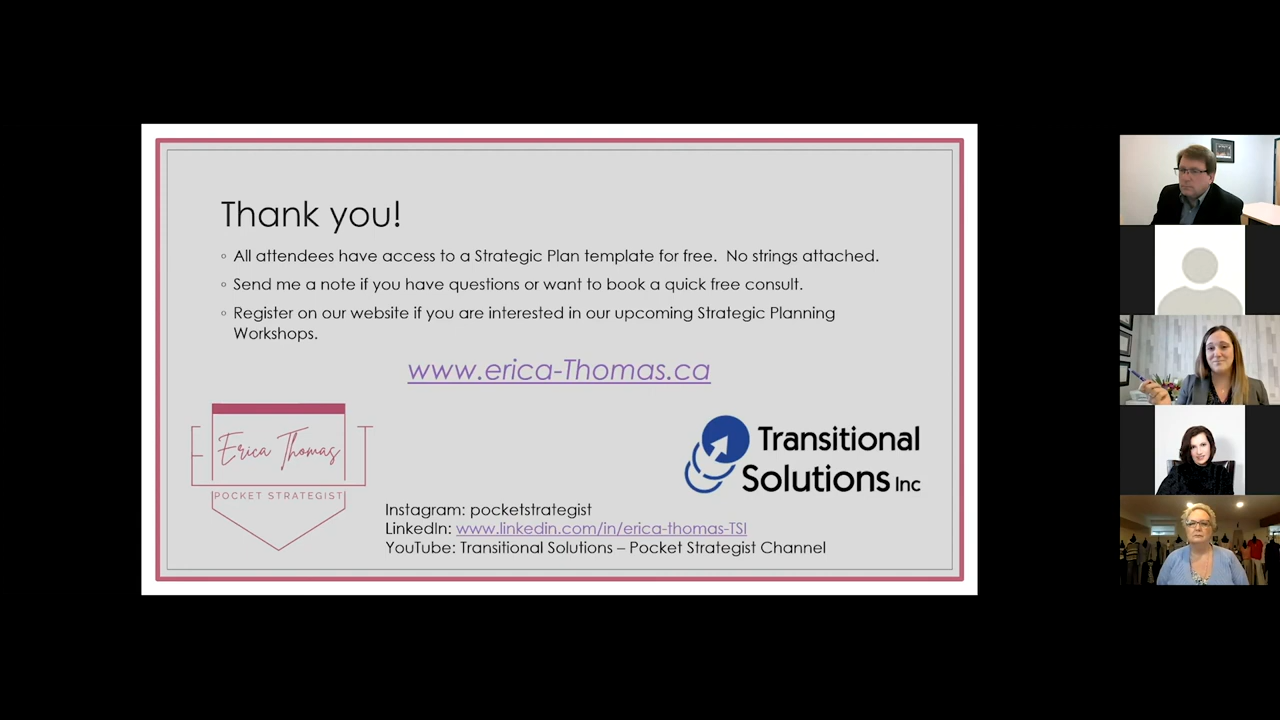 Thank you!
◦ All attendees have access to a Strategic Plan template for free.  No strings attached.
◦ Send me a note if you have questions or want to book a quick free consult.
◦ Register on our website if you are interested in our upcoming Strategic Planning
Workshops.
www.erica-Thomas.ca
Erica Thomas
POCKET STRATEGIST
Transitional
Solutions Inc
Instagram: pocketstrategist
LinkedIn: www.linkedin.com/in/erica-thomas-TSI
YouTube: Transitional Solutions – Pocket Strategist Channel